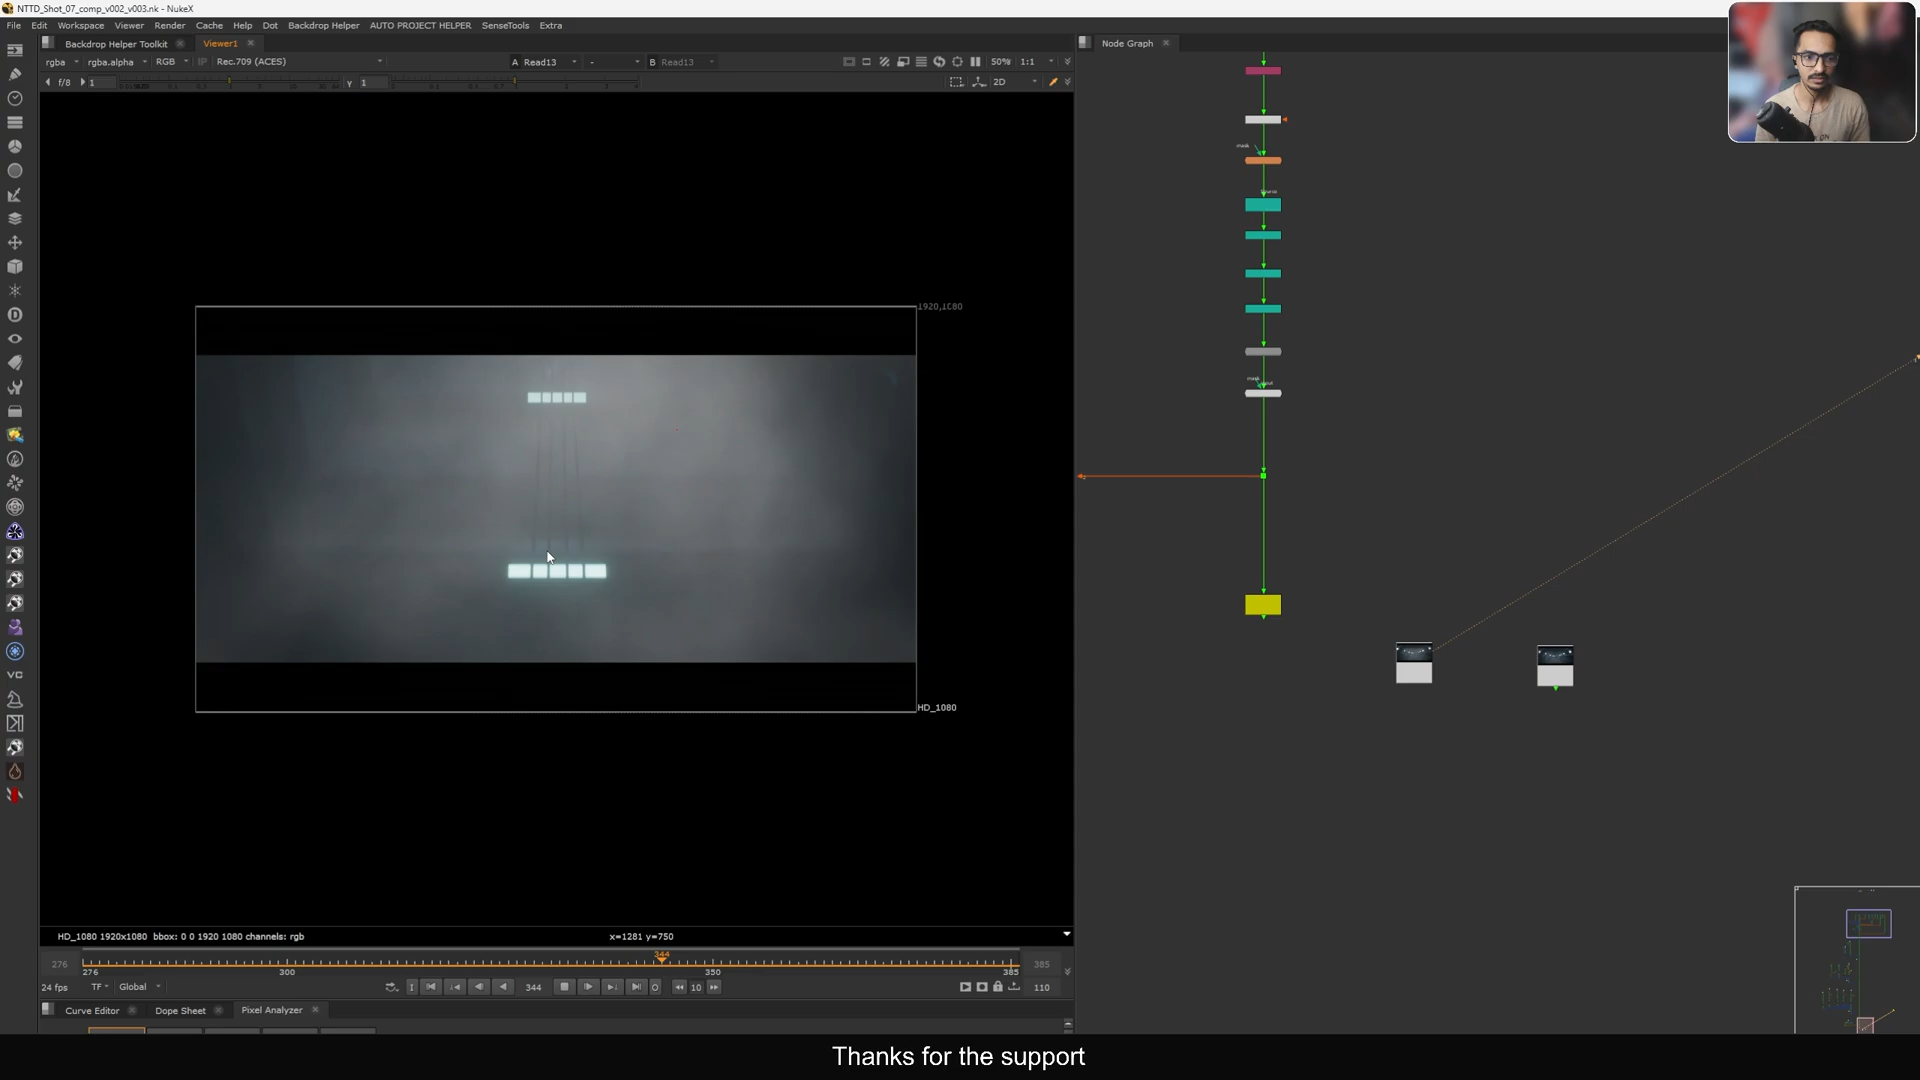 NTTD_Shot_07_comp_v002_v003.nk - NukeX
File Edit Workspace Viewer Render Cache Help Dot Backdrop Helper AUTO PROJECT HELPER SenseTools Extra
Backdrop Helper Toolkit Viewer1
Node Graph
rgba rgba.alpha RGB IP Rec.709 (ACES) A Read13 - B Read13 50% 1:1
f/8 1 Y 1 2D
mask
mask
1920,1080
HD_1080
HD_1080 1920x1080 bbox: 0 0 1920 1080 channels: rgb x=1281 y=750
276 276 300 344 350 385 385
24 fps TF Global 344 10 110
Curve Editor Dope Sheet Pixel Analyzer
Thanks for the support